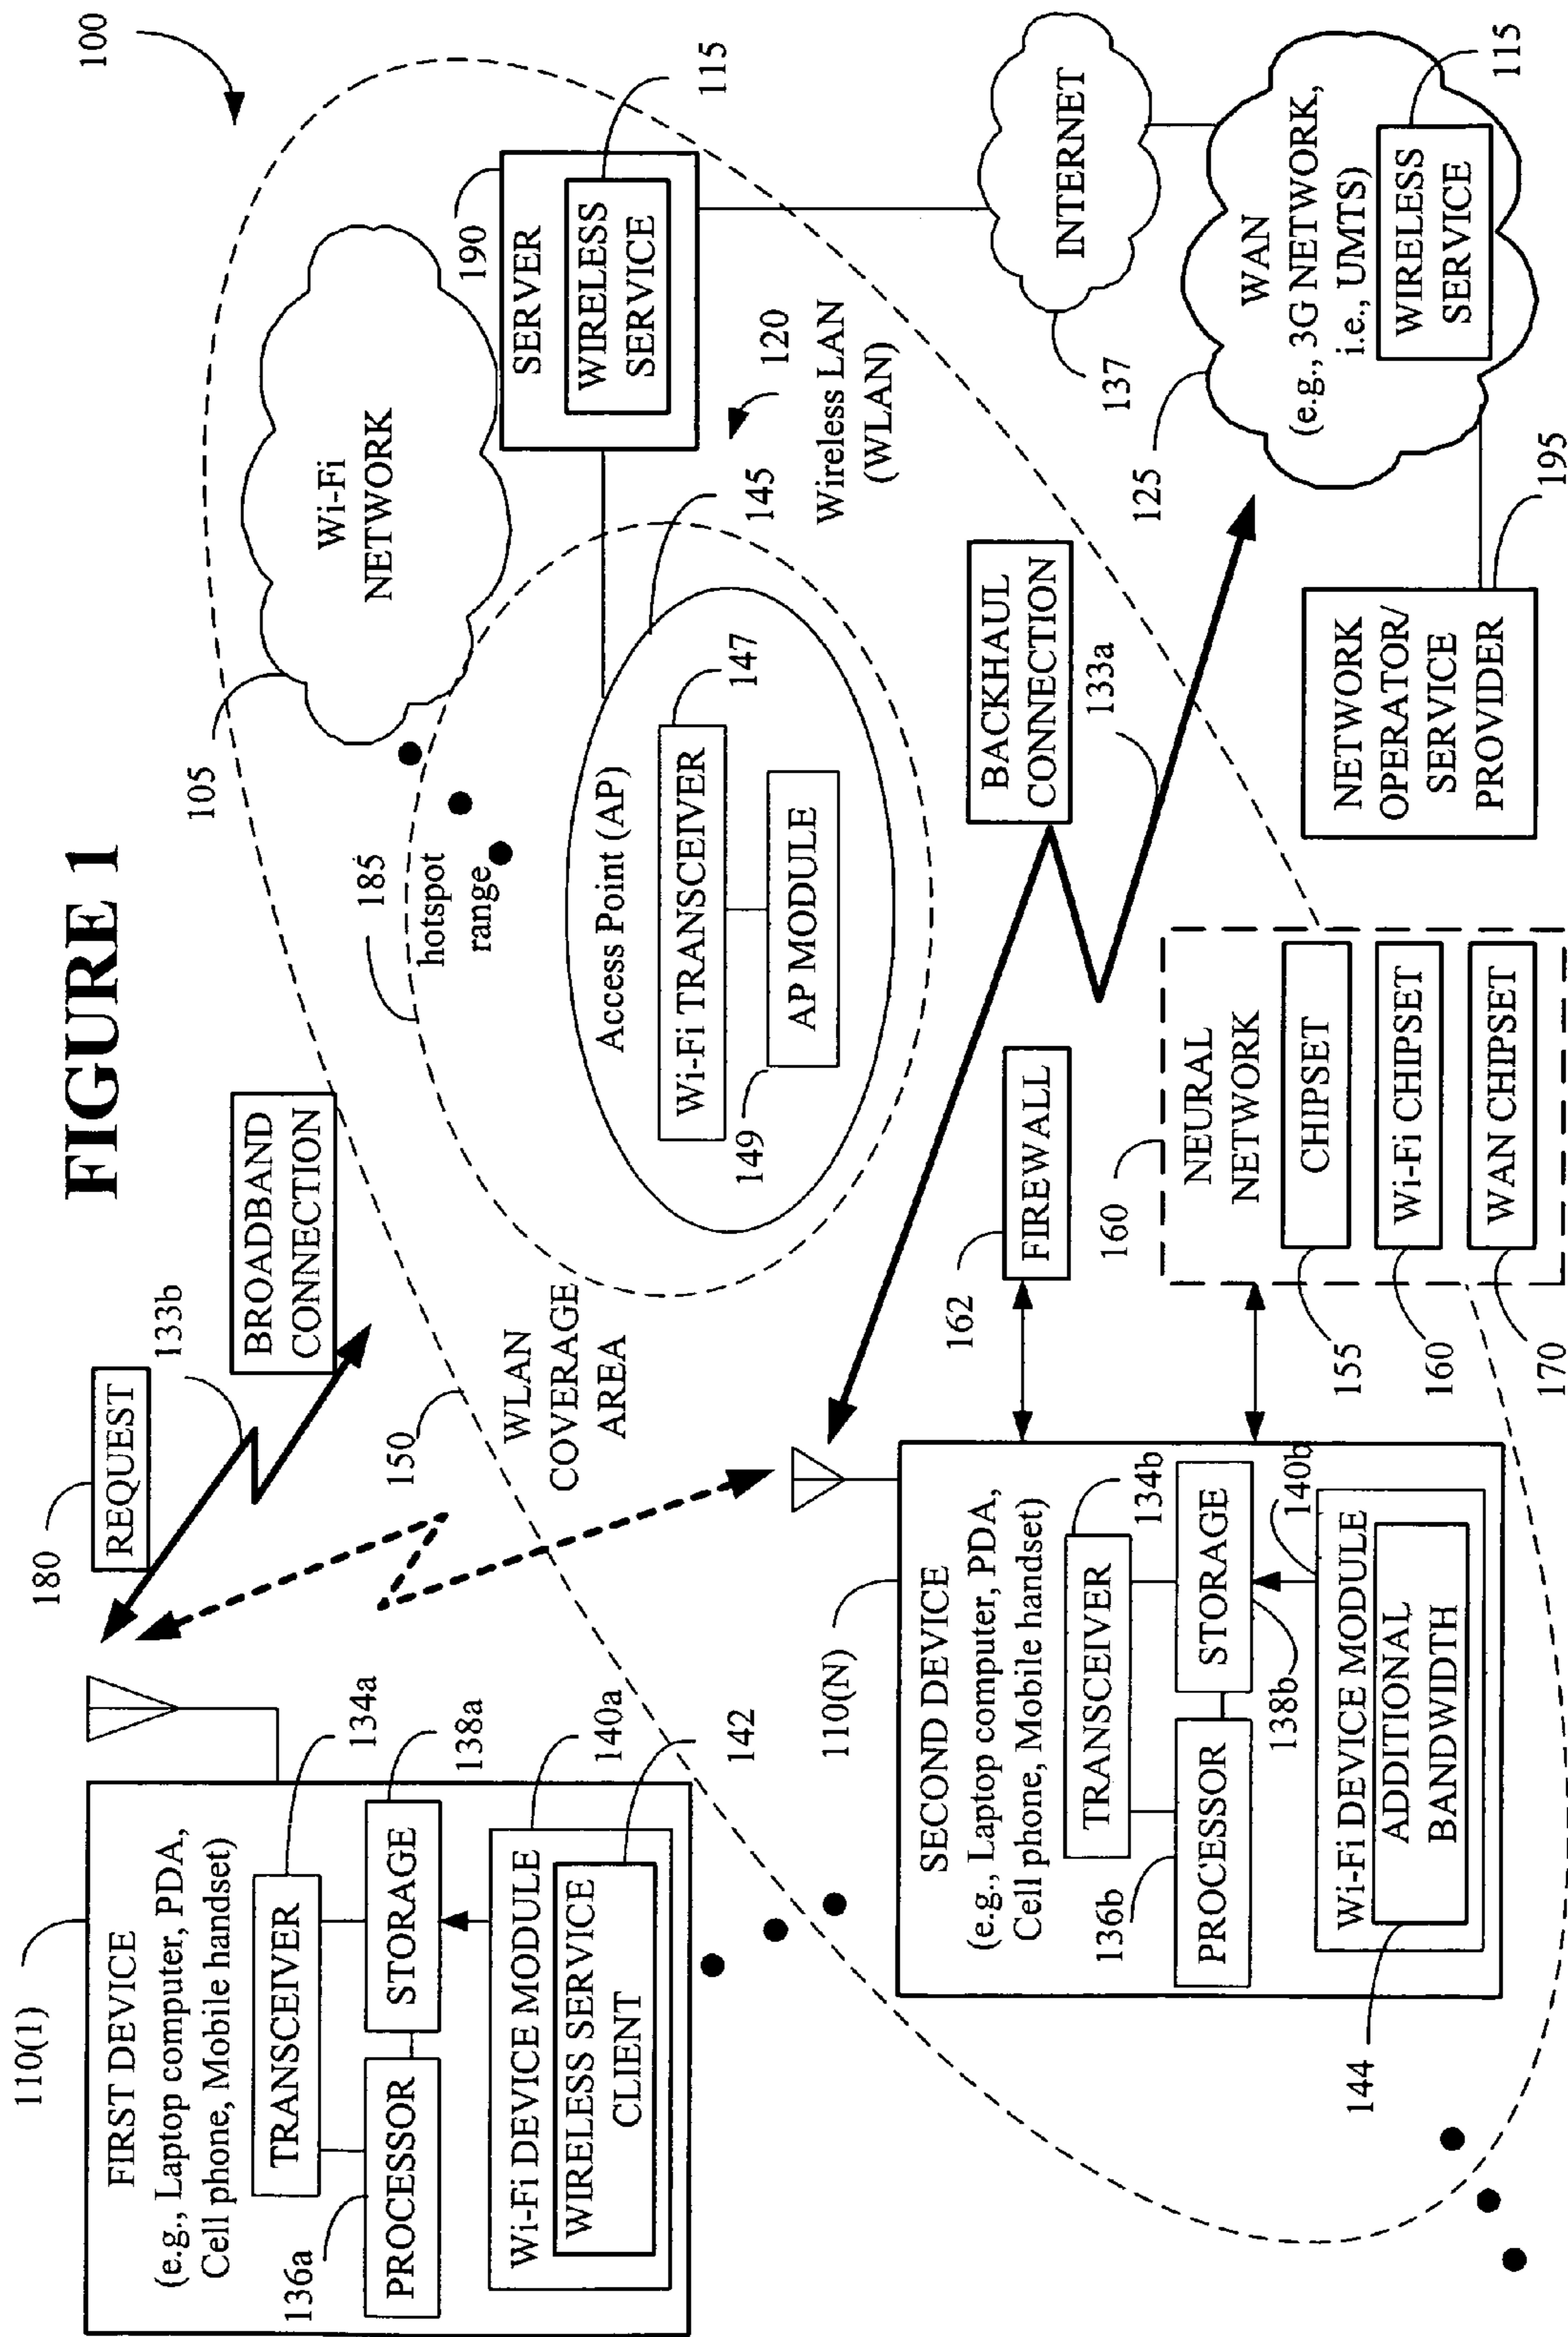 FIGURE 1
100
110(1)
FIRST DEVICE
(e.g., Laptop computer, PDA,
Cell phone, Mobile handset)
TRANSCEIVER
134a
PROCESSOR
136a
STORAGE
138a
Wi-Fi DEVICE MODULE
140a
WIRELESS SERVICE
CLIENT
142
180
REQUEST
133b
BROADBAND
CONNECTION
150
WLAN
COVERAGE
AREA
105
Wi-Fi
NETWORK
185
hotspot
range
Access Point (AP)
145
Wi-Fi TRANSCEIVER
147
AP MODULE
149
190
SERVER
WIRELESS
SERVICE
115
120
Wireless LAN
(WLAN)
110(N)
SECOND DEVICE
(e.g., Laptop computer, PDA,
Cell phone, Mobile handset)
TRANSCEIVER
134b
136b
PROCESSOR
STORAGE
138b
140b
Wi-Fi DEVICE MODULE
ADDITIONAL
BANDWIDTH
144
162
FIREWALL
160
NEURAL
NETWORK
CHIPSET
155
Wi-Fi CHIPSET
160
WAN CHIPSET
170
BACKHAUL
CONNECTION
133a
INTERNET
137
125
WAN
(e.g., 3G NETWORK,
i.e., UMTS)
WIRELESS
SERVICE
115
NETWORK
OPERATOR/
SERVICE
PROVIDER
195